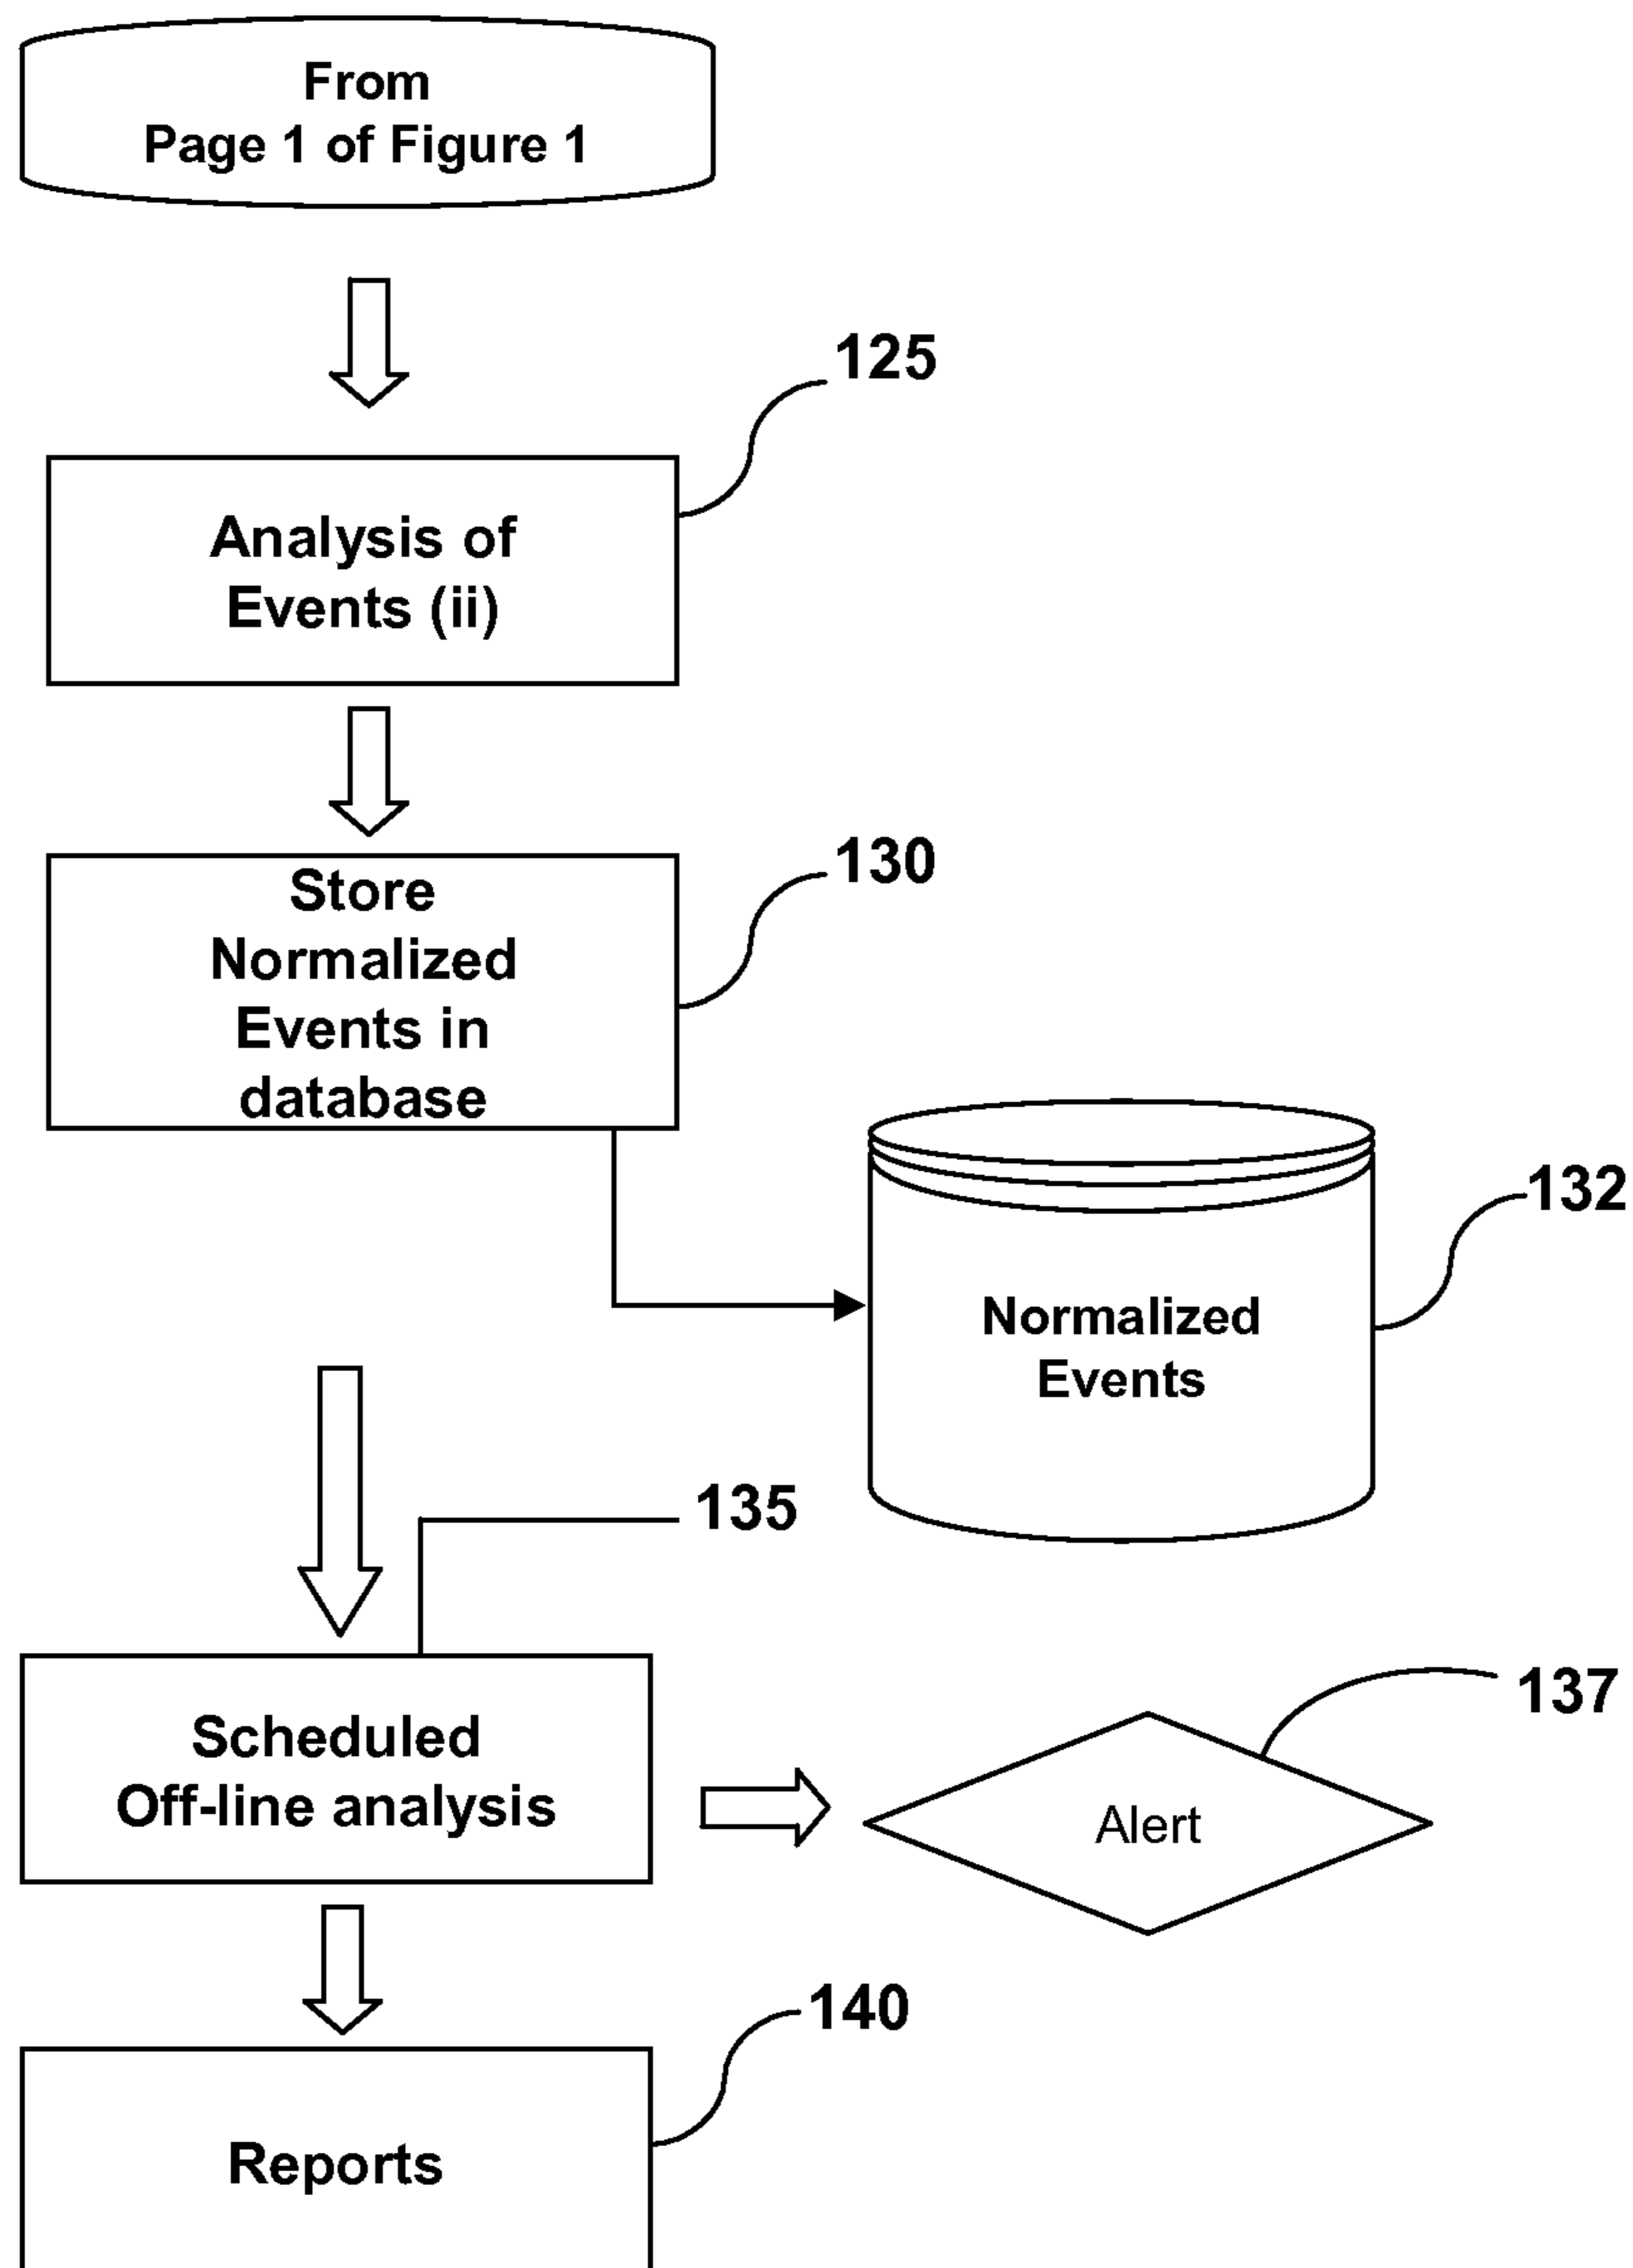 From
Page 1 of Figure 1
125
Analysis of
Events (ii)
130
Store
Normalized
Events in
database
132
Normalized
Events
135
Scheduled
Off-line analysis
137
Alert
140
Reports